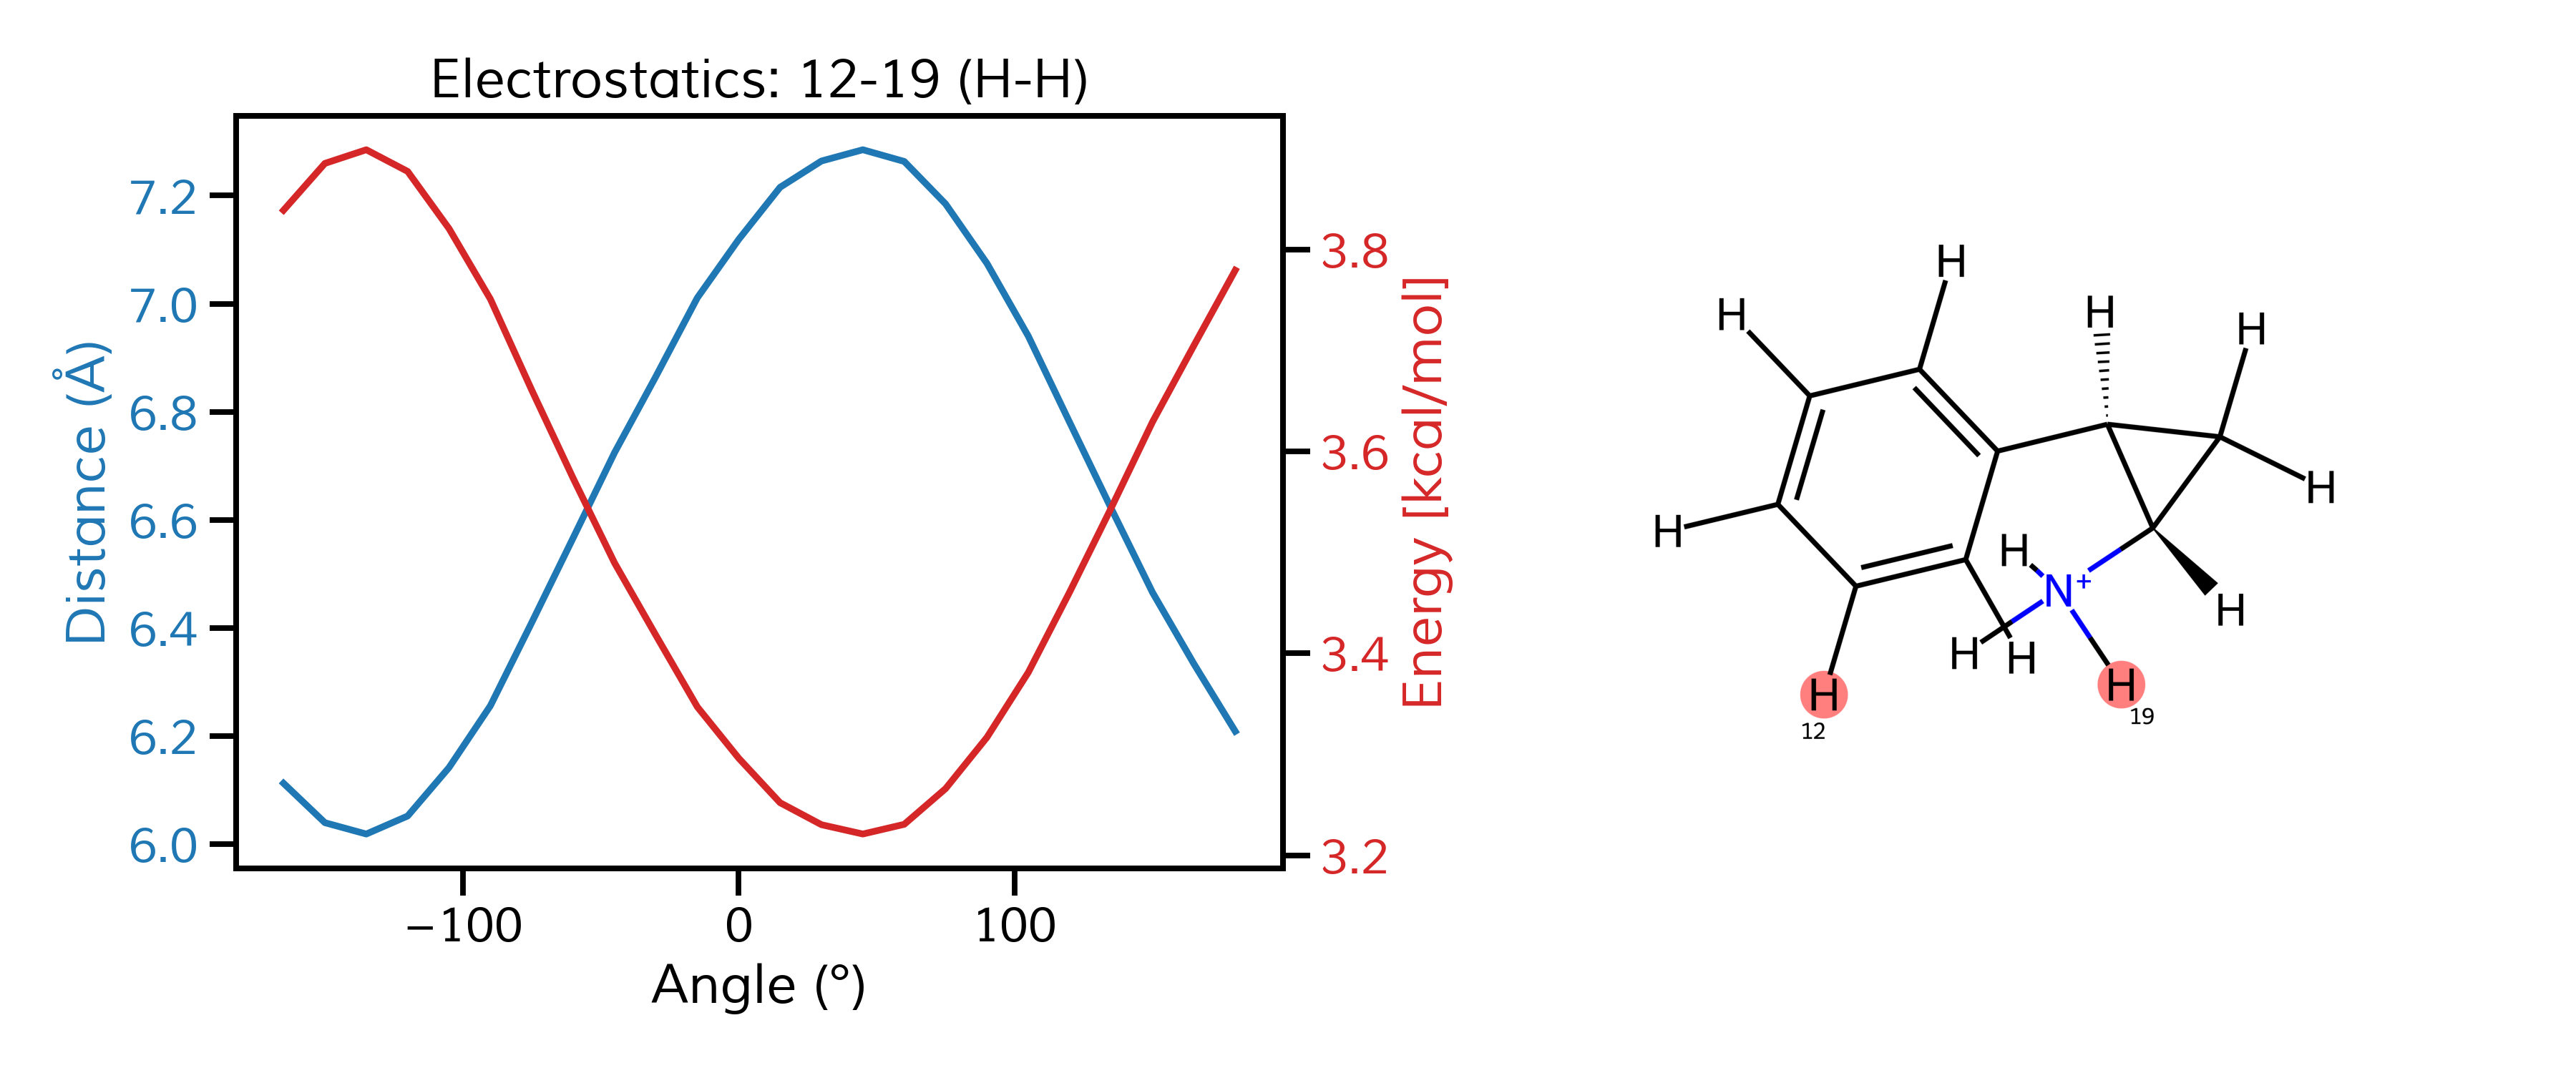 Electrostatics: 12-19 (H-H)
Distance (Å)
7.2
7.0
6.8
6.6
6.4
6.2
6.0
3.8
3.6
3.4
3.2
Energy [kcal/mol]
−100 0 100
Angle (°)
H
H
H
H
H
H
H
H
N+
H
H H
H
12
H
19